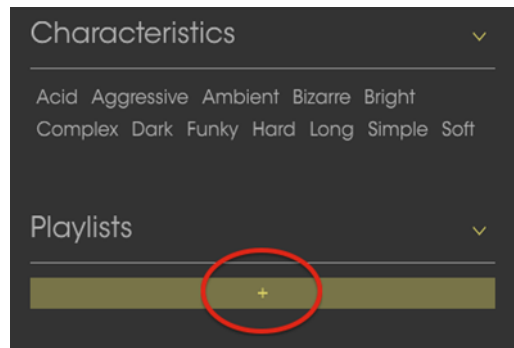 Characteristics
Acid Aggressive Ambient Bizarre Bright
Complex Dark Funky Hard Long Simple Soft
Playlists
+